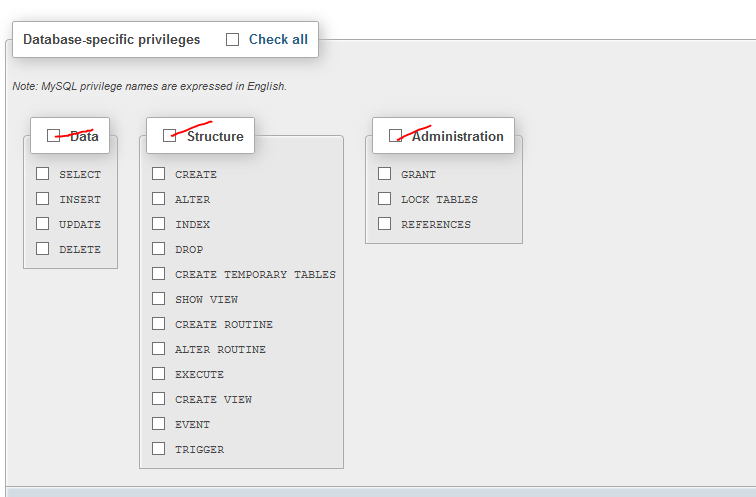 Database-specific privileges Check all
Note: MySQL privilege names are expressed in English.
Data
SELECT
INSERT
UPDATE
DELETE
Structure
CREATE
ALTER
INDEX
DROP
CREATE TEMPORARY TABLES
SHOW VIEW
CREATE ROUTINE
ALTER ROUTINE
EXECUTE
CREATE VIEW
EVENT
TRIGGER
Administration
GRANT
LOCK TABLES
REFERENCES